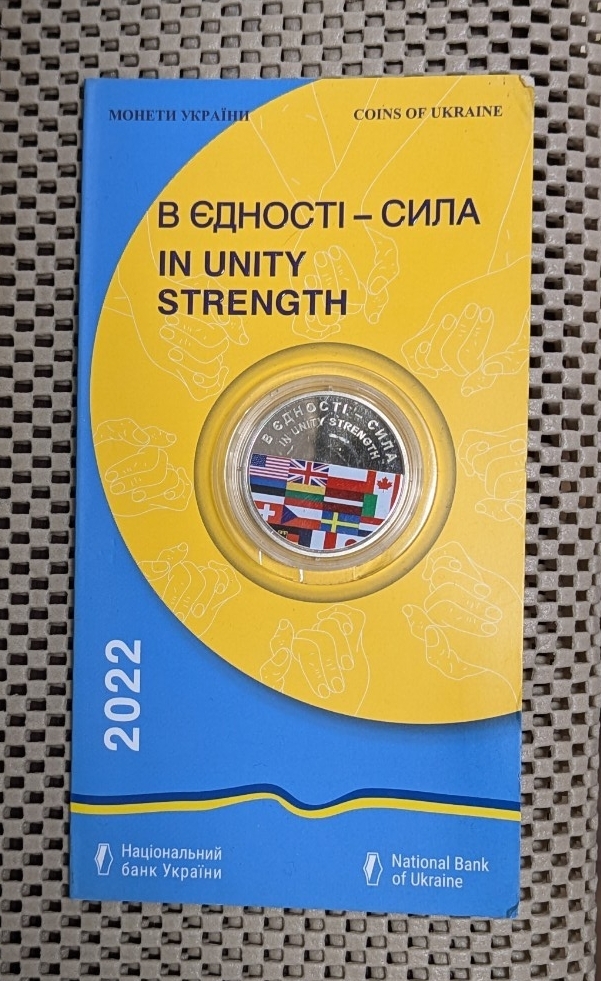 МОНЕТИ УКРАЇНИ
COINS OF UKRAINE
В ЄДНОСТІ – СИЛА
IN UNITY
STRENGTH
В ЄДНОСТІ – СИЛА
IN UNITY STRENGTH
2022
Національний
банк України
National Bank
of Ukraine